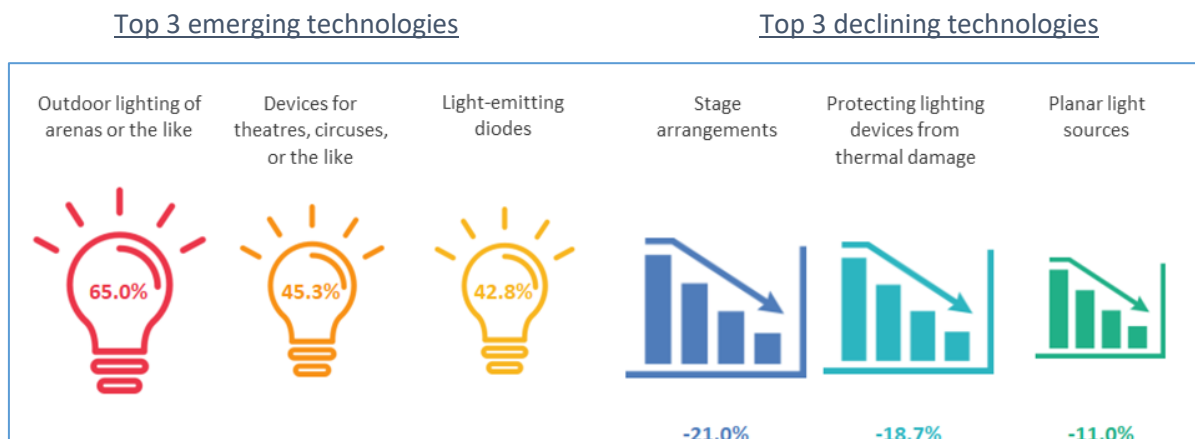 Top 3 emerging technologies
Top 3 declining technologies
Outdoor lighting of
arenas or the like
Devices for
theatres, circuses,
or the like
Light-emitting
diodes
Stage
arrangements
Protecting lighting
devices from
thermal damage
Planar light
sources
65.0%
45.3%
42.8%
-21.0%
-18.7%
-11.0%